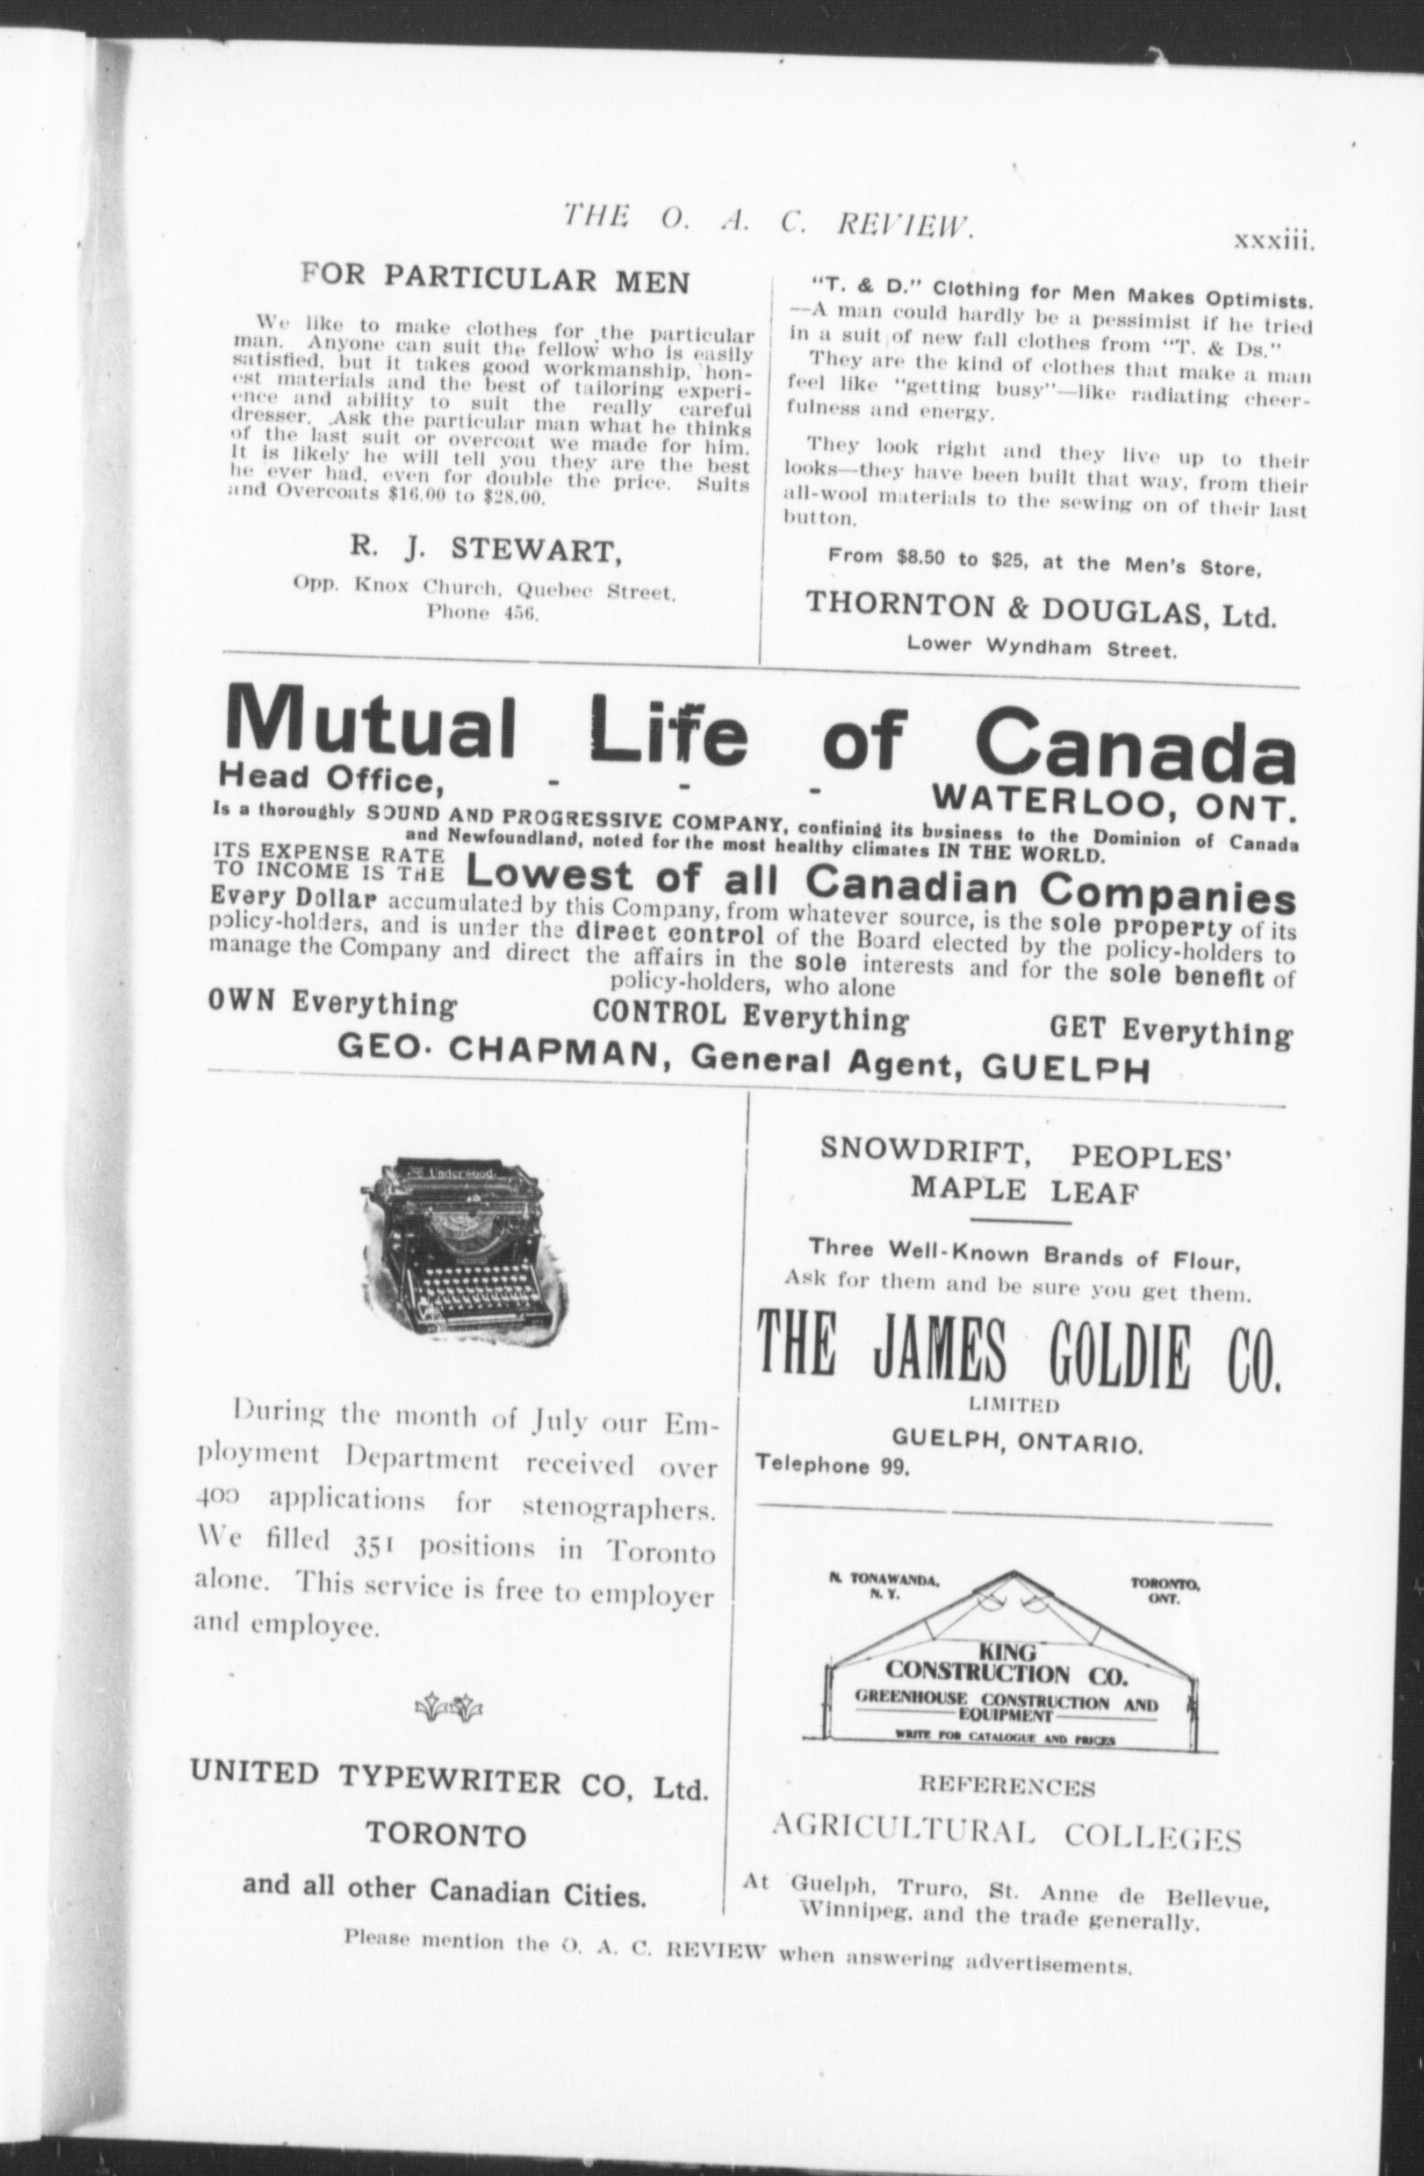 THE O. A. C. REVIEW.
xxxiii.
FOR PARTICULAR MEN
We like to make clothes for the particular
man. Anyone can suit the fellow who is easily
satisfied, but it takes good workmanship, hon-
est materials and the best of tailoring experi-
ence and ability to suit the really careful
dresser. Ask the particular man what he thinks
of the last suit or overcoat we made for him.
It is likely he will tell you they are the best
he ever had, even for double the price. Suits
and Overcoats $16.00 to $28.00.
R. J. STEWART,
Opp. Knox Church, Quebec Street.
Phone 456.
"T. & D." Clothing for Men Makes Optimists.
—A man could hardly be a pessimist if he tried
in a suit of new fall clothes from "T. & Ds."
They are the kind of clothes that make a man
feel like "getting busy"—like radiating cheer-
fulness and energy.
They look right and they live up to their
looks—they have been built that way, from their
all-wool materials to the sewing on of their last
button.
From $8.50 to $25, at the Men's Store,
THORNTON & DOUGLAS, Ltd.
Lower Wyndham Street.
Mutual Life of Canada
Head Office, - - - WATERLOO, ONT.
Is a thoroughly SOUND AND PROGRESSIVE COMPANY, confining its business to the Dominion of Canada
and Newfoundland, noted for the most healthy climates IN THE WORLD.
ITS EXPENSE RATE
TO INCOME IS THE Lowest of all Canadian Companies
Every Dollar accumulated by this Company, from whatever source, is the sole property of its
policy-holders, and is under the direct control of the Board elected by the policy-holders to
manage the Company and direct the affairs in the sole interests and for the sole benefit of
policy-holders, who alone
OWN Everything CONTROL Everything GET Everything
GEO. CHAPMAN, General Agent, GUELPH
Underwood
During the month of July our Em-
ployment Department received over
400 applications for stenographers.
We filled 351 positions in Toronto
alone. This service is free to employer
and employee.
UNITED TYPEWRITER CO, Ltd.
TORONTO
and all other Canadian Cities.
SNOWDRIFT, PEOPLES'
MAPLE LEAF
Three Well-Known Brands of Flour,
Ask for them and be sure you get them.
THE JAMES GOLDIE CO.
LIMITED
GUELPH, ONTARIO.
Telephone 99.
N. TONAWANDA,
N. Y.
TORONTO,
ONT.
KING
CONSTRUCTION CO.
GREENHOUSE CONSTRUCTION AND
EQUIPMENT
WRITE FOR CATALOGUE AND PRICES
REFERENCES
AGRICULTURAL COLLEGES
At Guelph, Truro, St. Anne de Bellevue,
Winnipeg, and the trade generally.
Please mention the O. A. C. REVIEW when answering advertisements.